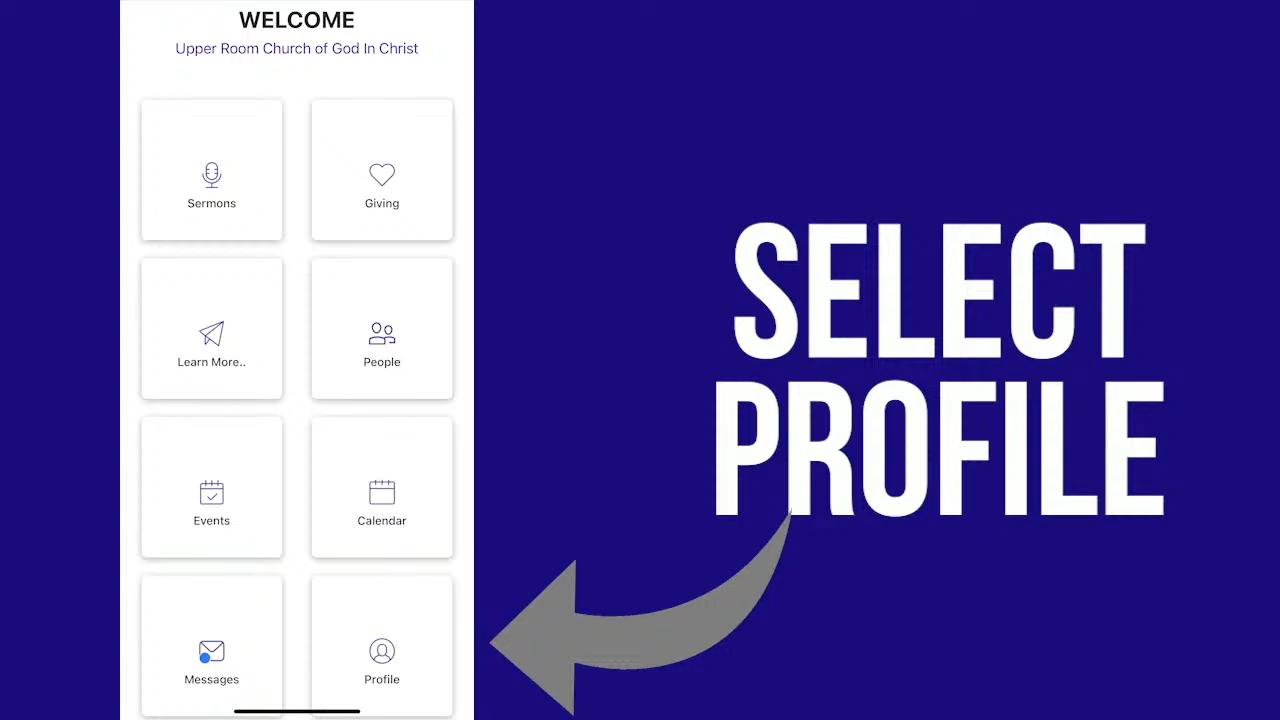 WELCOME
Upper Room Church of God In Christ
Sermons
Giving
Learn More..
People
Events
Calendar
Messages
Profile
SELECT
PROFILE